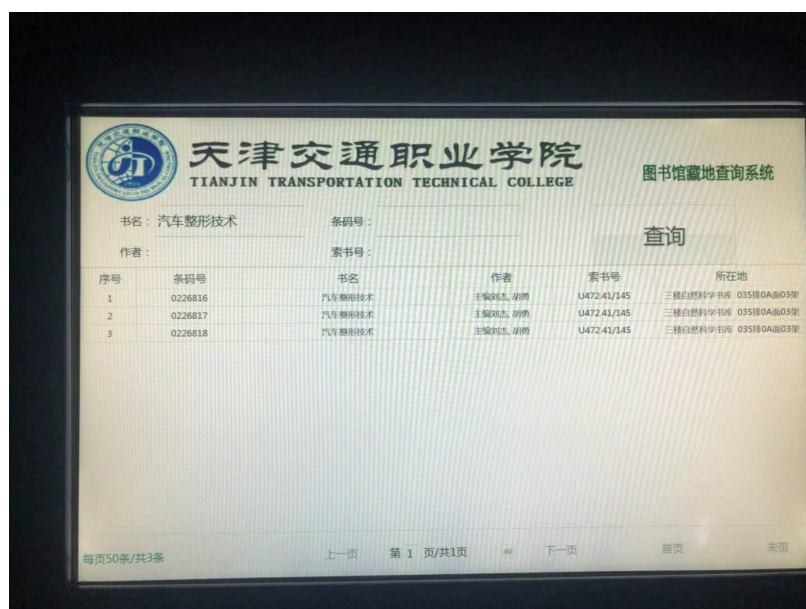 天津交通职业学院
TIANJIN TRANSPORTATION TECHNICAL COLLEGE
图书馆藏地查询系统
书名： 汽车整形技术 条码号：
作者： 索书号：
查询
序号 条码号 书名 作者 索书号 所在地
1 0226816 汽车整形技术 主编刘杰, 胡勇 U472.41/145 三楼自然科学书库 035排0A面03架
2 0226817 汽车整形技术 主编刘杰, 胡勇 U472.41/145 三楼自然科学书库 035排0A面03架
3 0226818 汽车整形技术 主编刘杰, 胡勇 U472.41/145 三楼自然科学书库 035排0A面03架
每页50条/共3条 上一页 第 1 页/共1页 go 下一页 首页 末页